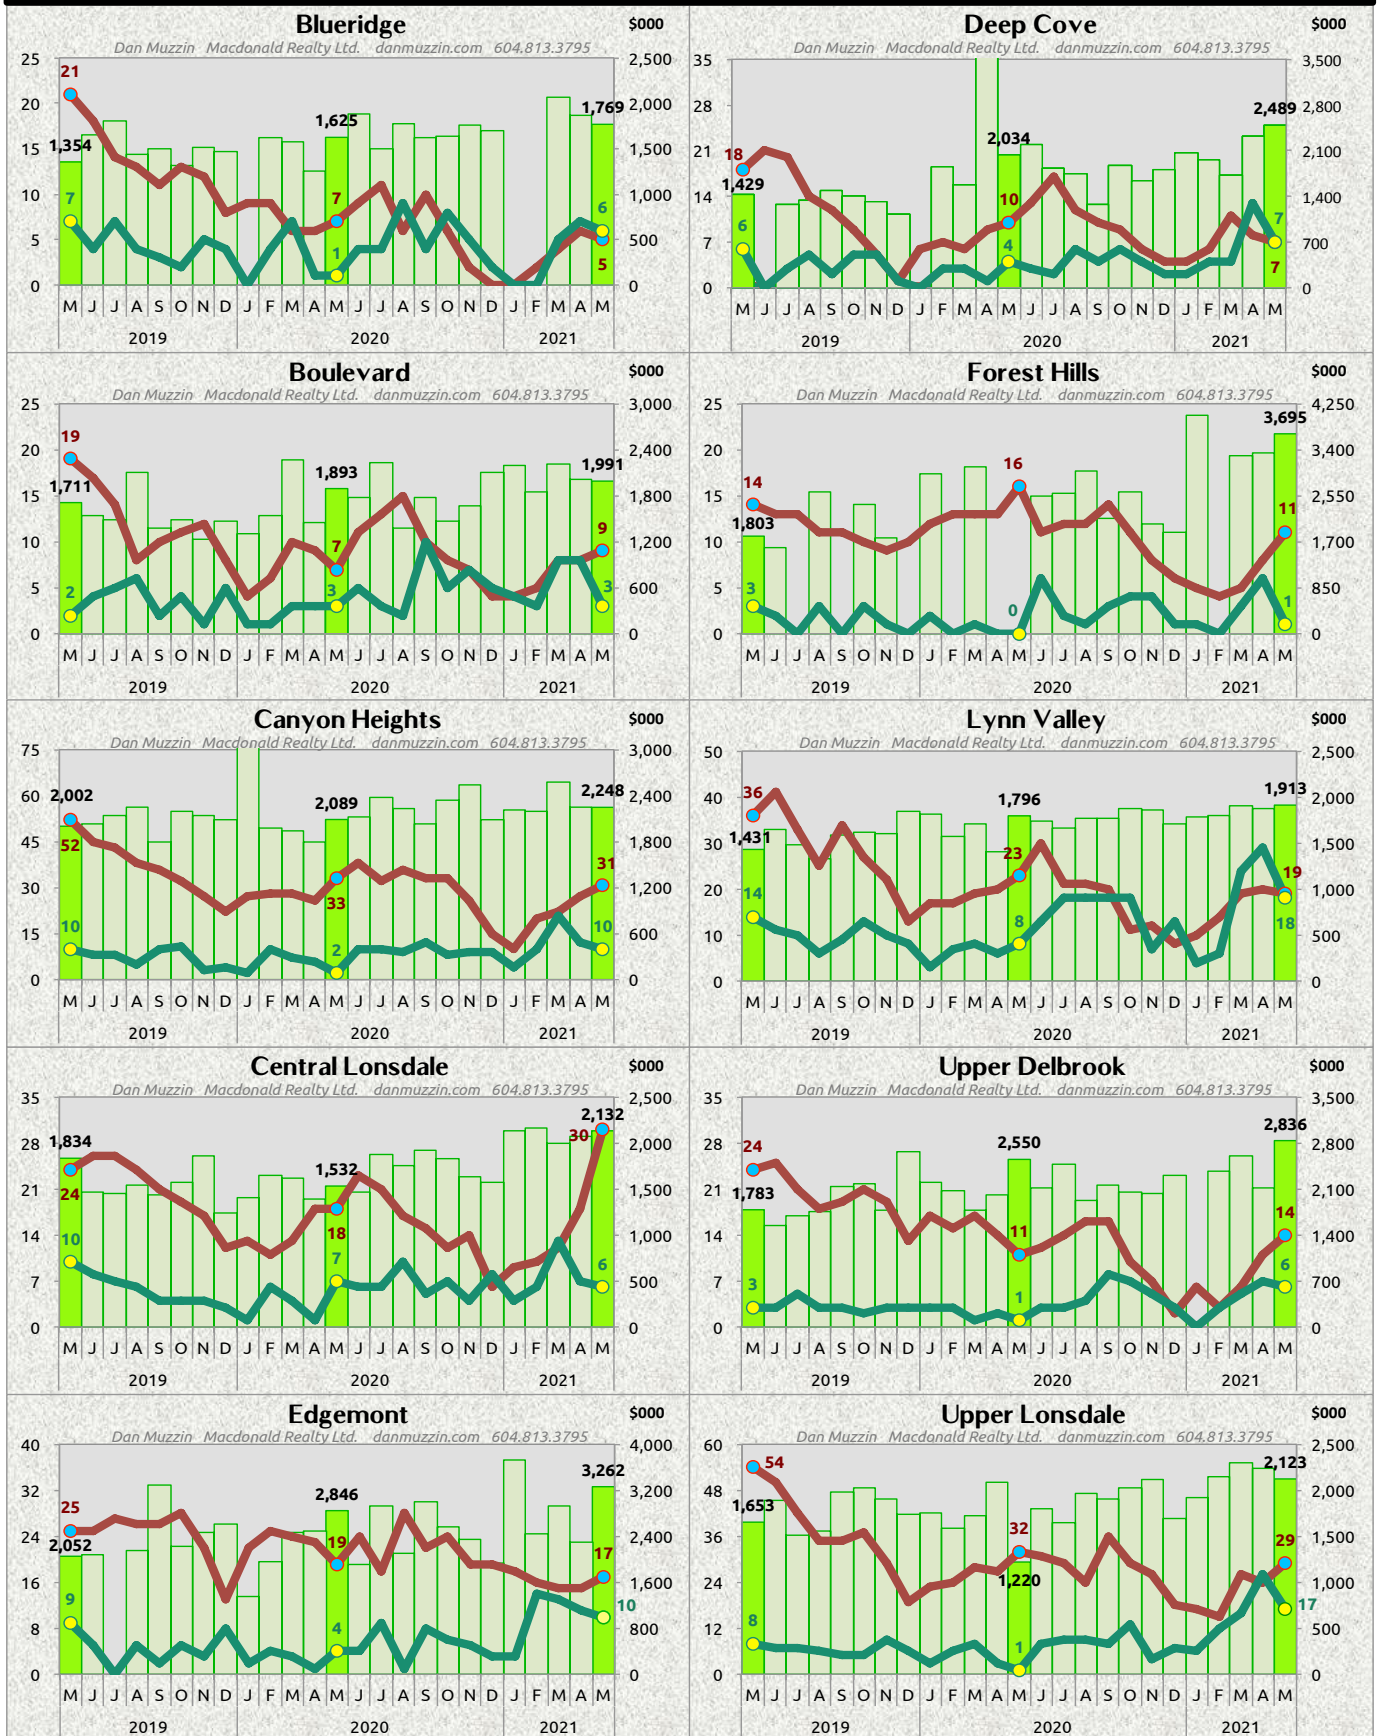 Blueridge
$000
Dan Muzzin Macdonald Realty Ltd. danmuzzin.com 604.813.3795
25 2,500
21
20 1,769 2,000
1,625
1,354
15 1,500
10 1,000
7 7 6
5 1 500
5
0 0
M J J A S O N D J F M A M J J A S O N D J F M A M
2019 2020 2021
Deep Cove
$000
Dan Muzzin Macdonald Realty Ltd. danmuzzin.com 604.813.3795
35 3,500
28 2,800
2,489
2,034
21 18 2,100
1,429
14 10 1,400
6 4 7
7 700
7
0 0
M J J A S O N D J F M A M J J A S O N D J F M A M
2019 2020 2021
Boulevard
$000
Dan Muzzin Macdonald Realty Ltd. danmuzzin.com 604.813.3795
25 3,000
19
20 2,400
1,893 1,991
1,711
15 1,800
10 7 9 1,200
5 2 3 3 600
0 0
M J J A S O N D J F M A M J J A S O N D J F M A M
2019 2020 2021
Forest Hills
$000
Dan Muzzin Macdonald Realty Ltd. danmuzzin.com 604.813.3795
25 4,250
3,695
20 3,400
14 16
15 2,550
1,803 11
10 1,700
5 3 850
0 1
0 0
M J J A S O N D J F M A M J J A S O N D J F M A M
2019 2020 2021
Canyon Heights
$000
Dan Muzzin Macdonald Realty Ltd. danmuzzin.com 604.813.3795
75 3,000
60 2,002 2,089 2,248 2,400
45 52 1,800
31
30 33 1,200
15 10 10 600
2
0 0
M J J A S O N D J F M A M J J A S O N D J F M A M
2019 2020 2021
Lynn Valley
$000
Dan Muzzin Macdonald Realty Ltd. danmuzzin.com 604.813.3795
50 2,500
40 36 1,796 1,913 2,000
1,431
30 23 1,500
20 14 19 1,000
8 18
10 500
0 0
M J J A S O N D J F M A M J J A S O N D J F M A M
2019 2020 2021
Central Lonsdale
$000
Dan Muzzin Macdonald Realty Ltd. danmuzzin.com 604.813.3795
35 2,500
2,132
28 1,834 30 2,000
1,532
21 24 1,500
14 10 18 1,000
7 6
7 500
0 0
M J J A S O N D J F M A M J J A S O N D J F M A M
2019 2020 2021
Upper Delbrook
$000
Dan Muzzin Macdonald Realty Ltd. danmuzzin.com 604.813.3795
35 3,500
2,836
28 24 2,550 2,800
21 1,783 2,100
14 11 14 1,400
7 3 1 6 700
0 0
M J J A S O N D J F M A M J J A S O N D J F M A M
2019 2020 2021
Edgemont
$000
Dan Muzzin Macdonald Realty Ltd. danmuzzin.com 604.813.3795
40 4,000
3,262
32 2,846 3,200
25
24 2,052 19 2,400
17
16 1,600
9 4 10
8 800
0 0
M J J A S O N D J F M A M J J A S O N D J F M A M
2019 2020 2021
Upper Lonsdale
$000
Dan Muzzin Macdonald Realty Ltd. danmuzzin.com 604.813.3795
60 2,500
54 2,123
48 1,653 2,000
36 32 29 1,500
24 1,220 1,000
12 8 1 17 500
0 0
M J J A S O N D J F M A M J J A S O N D J F M A M
2019 2020 2021